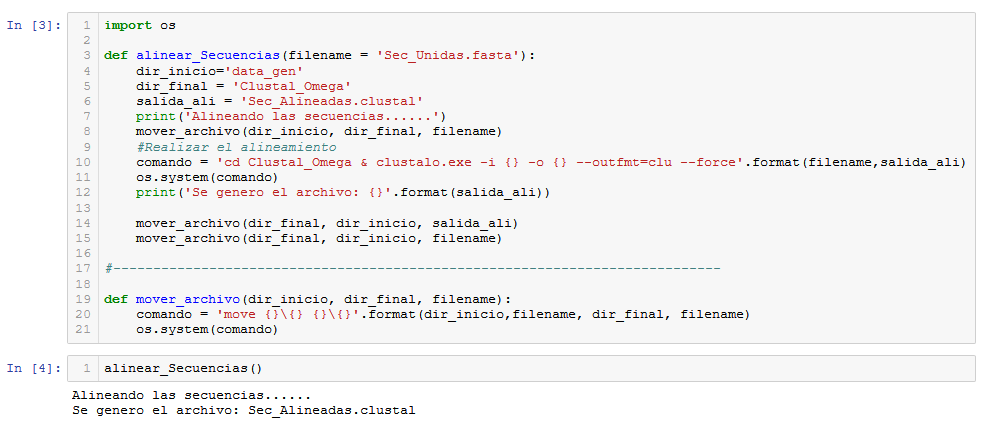 In [3]:
1 import os
2
3 def alinear_Secuencias(filename = 'Sec_Unidas.fasta'):
4     dir_inicio='data_gen'
5     dir_final = 'Clustal_Omega'
6     salida_ali = 'Sec_Alineadas.clustal'
7     print('Alineando las secuencias......')
8     mover_archivo(dir_inicio, dir_final, filename)
9     #Realizar el alineamiento
10     comando = 'cd Clustal_Omega & clustalo.exe -i {} -o {} --outfmt=clu --force'.format(filename,salida_ali)
11     os.system(comando)
12     print('Se genero el archivo: {}'.format(salida_ali))
13
14     mover_archivo(dir_final, dir_inicio, salida_ali)
15     mover_archivo(dir_final, dir_inicio, filename)
16
17 #----------------------------------------------------------------------------
18
19 def mover_archivo(dir_inicio, dir_final, filename):
20     comando = 'move {}\{} {}\{}'.format(dir_inicio,filename, dir_final, filename)
21     os.system(comando)
In [4]:
1 alinear_Secuencias()
Alineando las secuencias......
Se genero el archivo: Sec_Alineadas.clustal